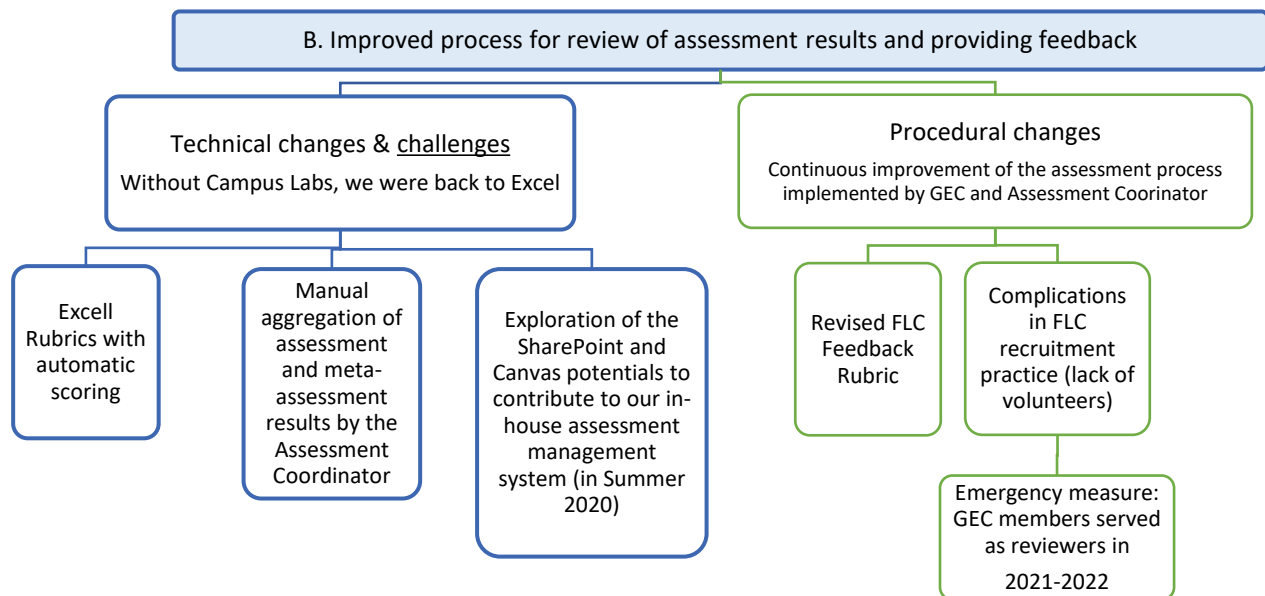 B. Improved process for review of assessment results and providing feedback
Technical changes & challenges
Without Campus Labs, we were back to Excel
Procedural changes
Continuous improvement of the assessment process
implemented by GEC and Assessment Coorinator
Excell
Rubrics with
automatic
scoring
Manual
aggregation of
assessment
and meta-
assessment
results by the
Assessment
Coordinator
Exploration of the
SharePoint and
Canvas potentials to
contribute to our in-
house assessment
management
system (in Summer
2020)
Revised FLC
Feedback
Rubric
Complications
in FLC
recruitment
practice (lack of
volunteers)
Emergency measure:
GEC members served
as reviewers in
2021-2022